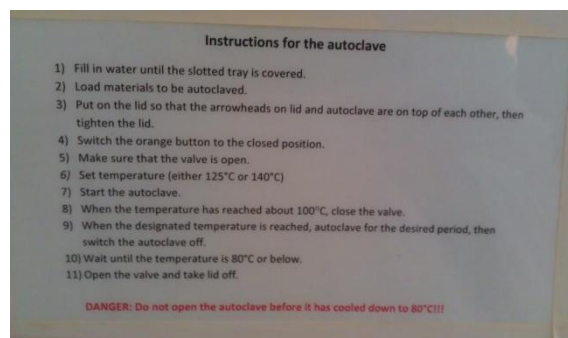 Instructions for the autoclave
1) Fill in water until the slotted tray is covered.
2) Load materials to be autoclaved.
3) Put on the lid so that the arrowheads on lid and autoclave are on top of each other, then
tighten the lid.
4) Switch the orange button to the closed position.
5) Make sure that the valve is open.
6) Set temperature (either 125°C or 140°C)
7) Start the autoclave.
8) When the temperature has reached about 100°C, close the valve.
9) When the designated temperature is reached, autoclave for the desired period, then
switch the autoclave off.
10) Wait until the temperature is 80°C or below.
11) Open the valve and take lid off.
DANGER: Do not open the autoclave before it has cooled down to 80°C!!!